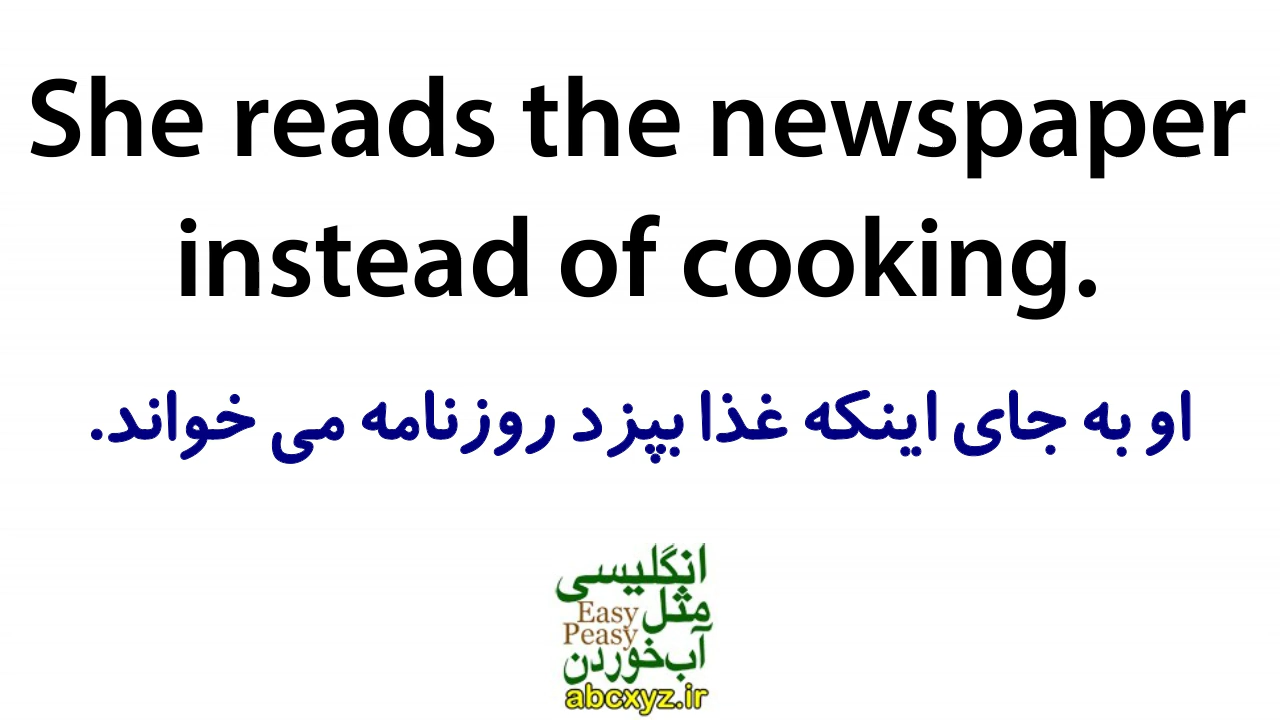 She reads the newspaper
instead of cooking.
او به جای اینکه غذا بپزد روزنامه می خواند.
انگلیسی
مثل
Easy
Peasy
آب‌خوردن
abcxyz.ir